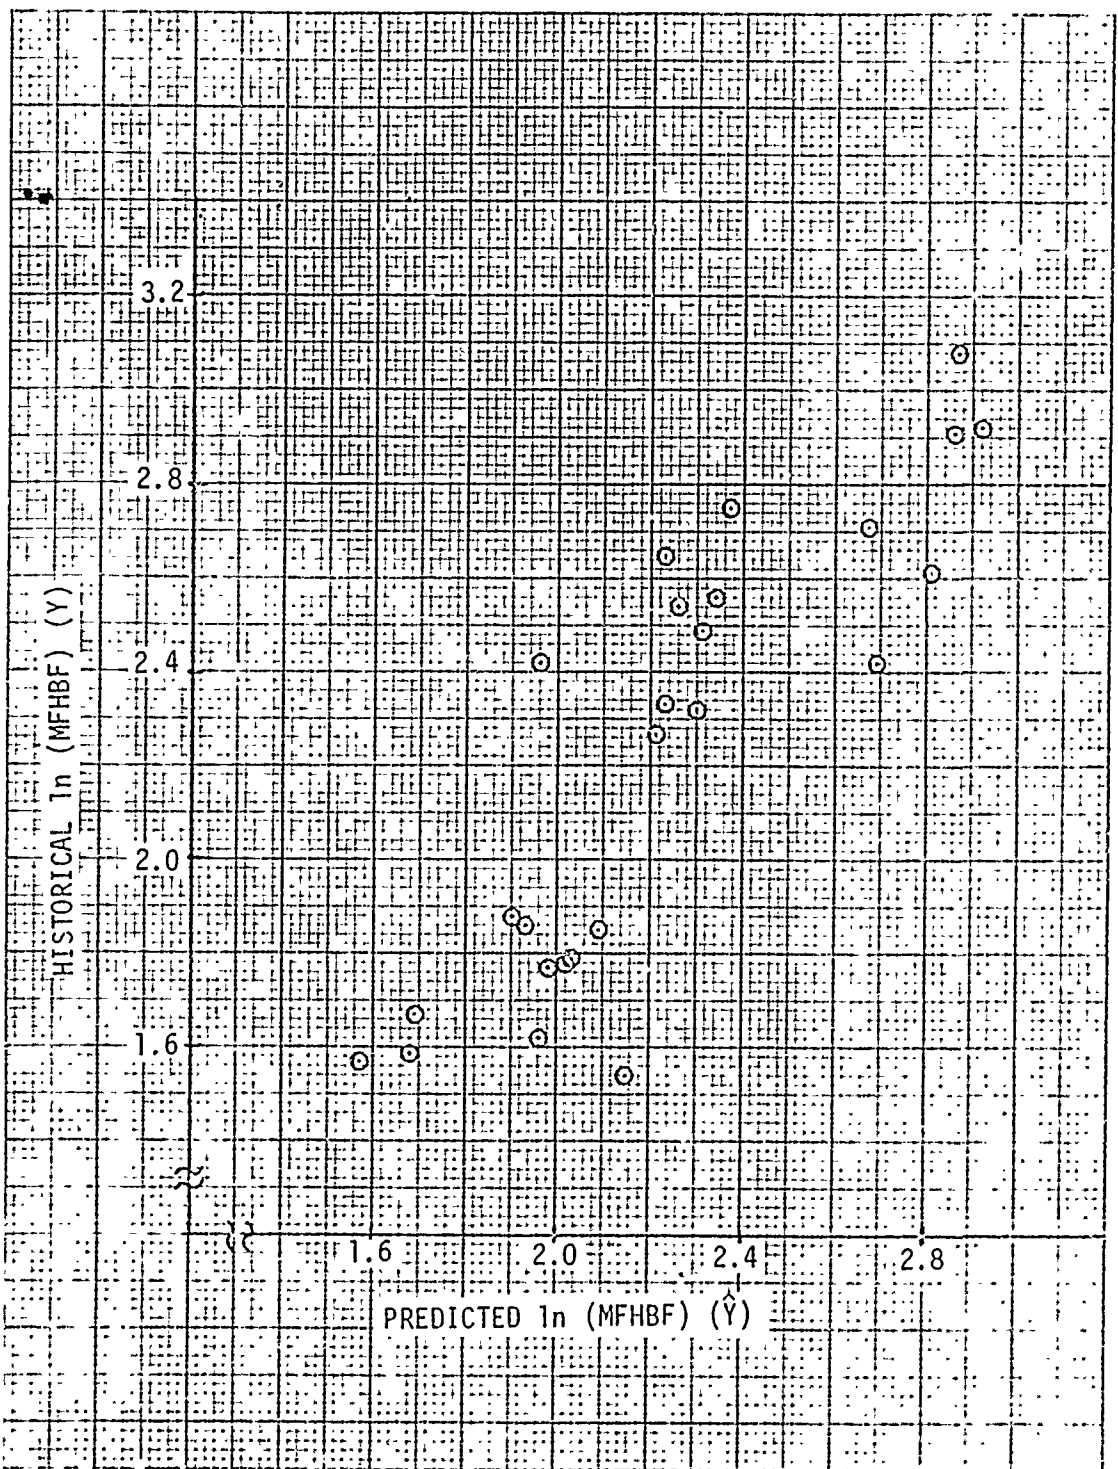 3.2
2.8
2.4
2.0
1.6
HISTORICAL ln (MFHBF) (Y)
1.6 2.0 2.4 2.8
PREDICTED ln (MFHBF) (Ŷ)